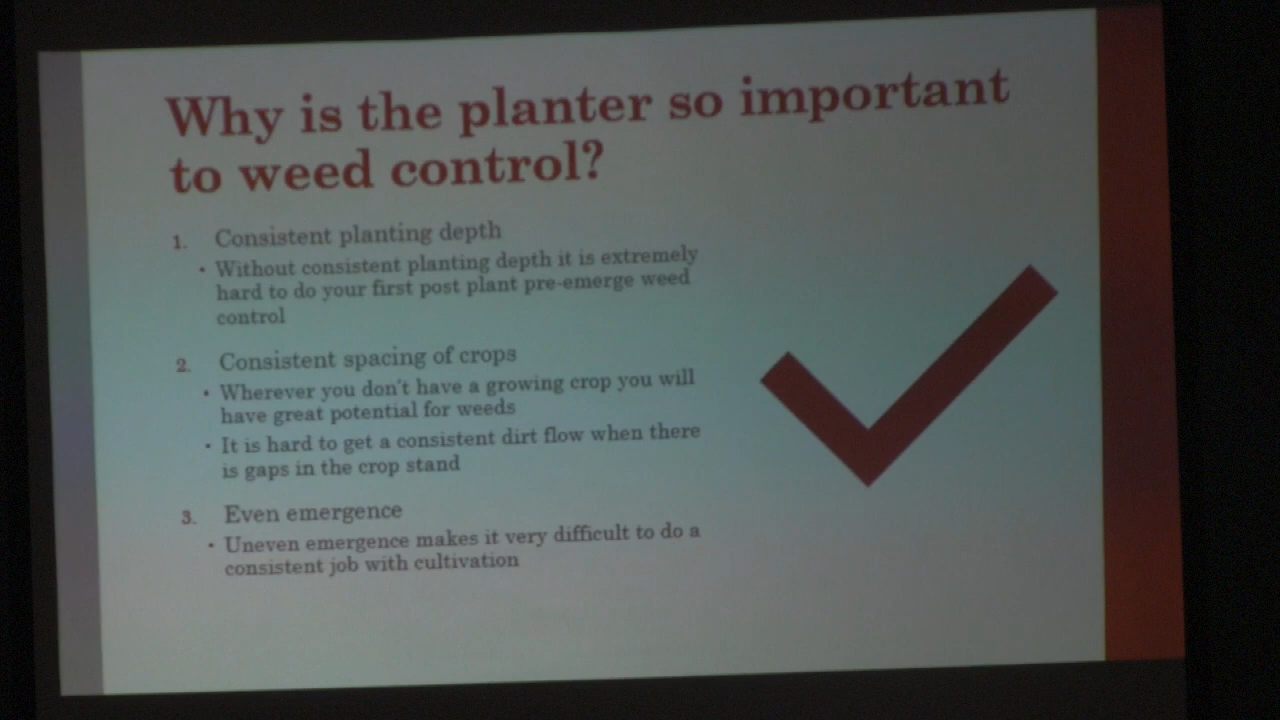 Why is the planter so important
to weed control?
1. Consistent planting depth
• Without consistent planting depth it is extremely
hard to do your first post plant pre-emerge weed
control
2. Consistent spacing of crops
• Wherever you don't have a growing crop you will
have great potential for weeds
• It is hard to get a consistent dirt flow when there
is gaps in the crop stand
3. Even emergence
• Uneven emergence makes it very difficult to do a
consistent job with cultivation